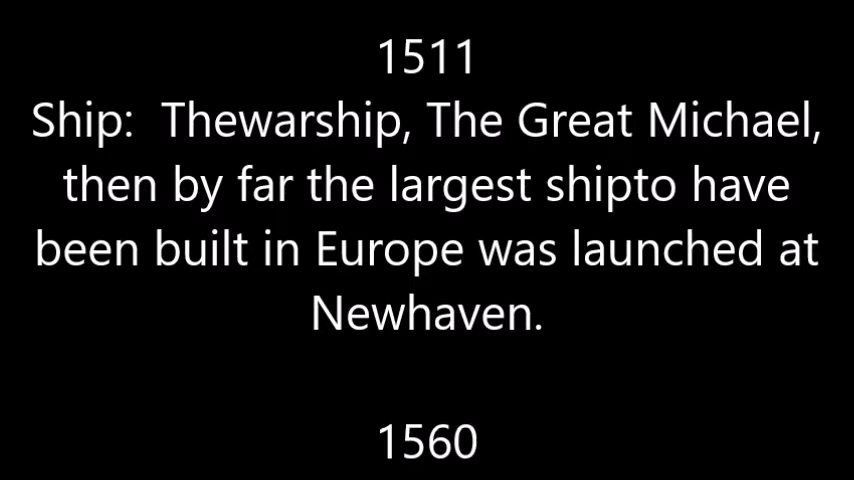 1511
Ship:  Thewarship, The Great Michael,
then by far the largest shipto have
been built in Europe was launched at
Newhaven.
1560